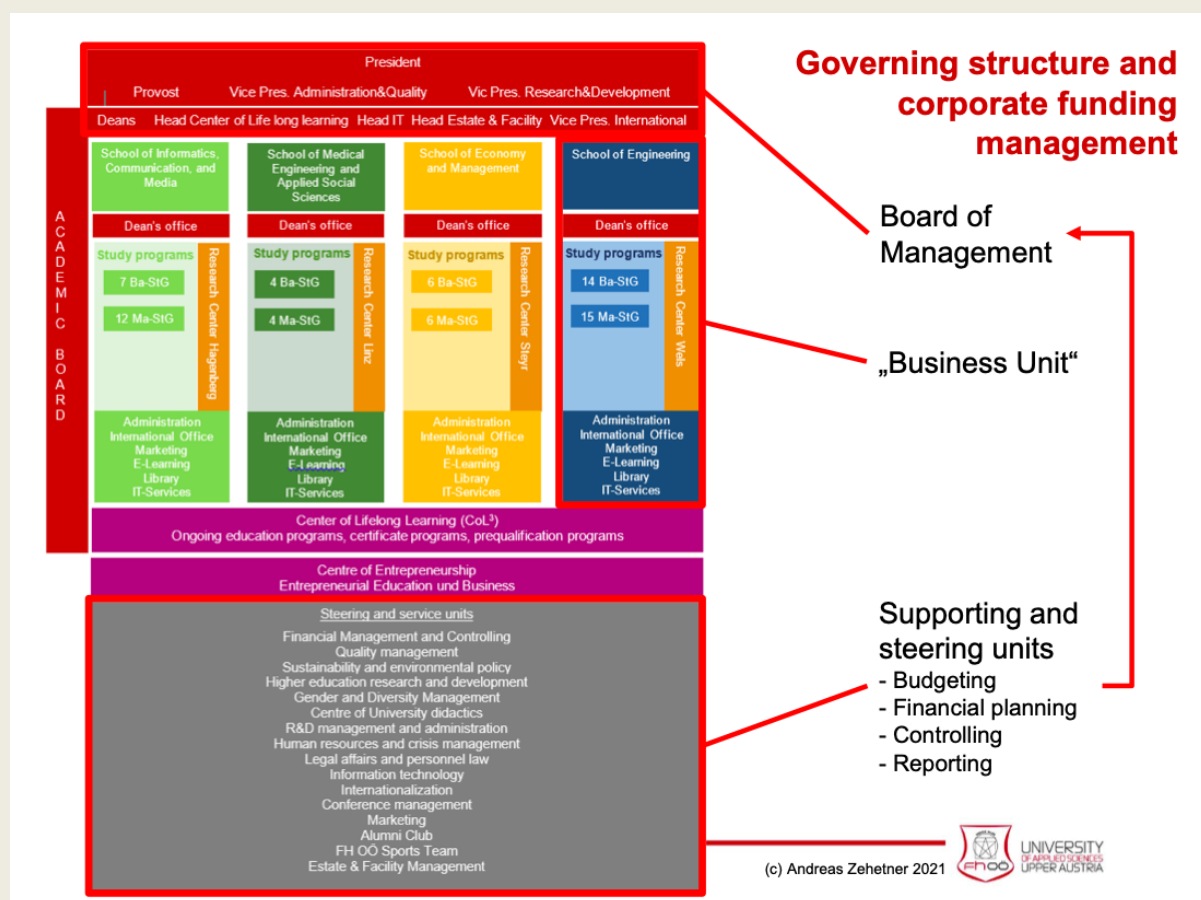 Governing structure and
corporate funding
management
President
Provost Vice Pres. Administration&Quality Vic Pres. Research&Development
Deans Head Center of Life long learning Head IT Head Estate & Facility Vice Pres. International
ACADEMIC BOARD
School of Informatics,
Communication, and
Media
Dean's office
Study programs
7 Ba-StG
12 Ma-StG
Research Center Hagenberg
Administration
International Office
Marketing
E-Learning
Library
IT-Services
School of Medical
Engineering and
Applied Social
Sciences
Dean's office
Study programs
4 Ba-StG
4 Ma-StG
Research Center Linz
Administration
International Office
Marketing
E-Learning
Library
IT-Services
School of Economy
and Management
Dean's office
Study programs
6 Ba-StG
6 Ma-StG
Research Center Steyr
Administration
International Office
Marketing
E-Learning
Library
IT-Services
School of Engineering
Dean's office
Study programs
14 Ba-StG
15 Ma-StG
Research Center Wels
Administration
International Office
Marketing
E-Learning
Library
IT-Services
Center of Lifelong Learning (CoL³)
Ongoing education programs, certificate programs, prequalification programs
Centre of Entrepreneurship
Entrepreneurial Education und Business
Steering and service units
Financial Management and Controlling
Quality management
Sustainability and environmental policy
Higher education research and development
Gender and Diversity Management
Centre of University didactics
R&D management and administration
Human resources and crisis management
Legal affairs and personnel law
Information technology
Internationalization
Conference management
Marketing
Alumni Club
FH OÖ Sports Team
Estate & Facility Management
Board of
Management
„Business Unit“
Supporting and
steering units
- Budgeting
- Financial planning
- Controlling
- Reporting
(c) Andreas Zehetner 2021
FH OÖ
UNIVERSITY
OF APPLIED SCIENCES
UPPER AUSTRIA